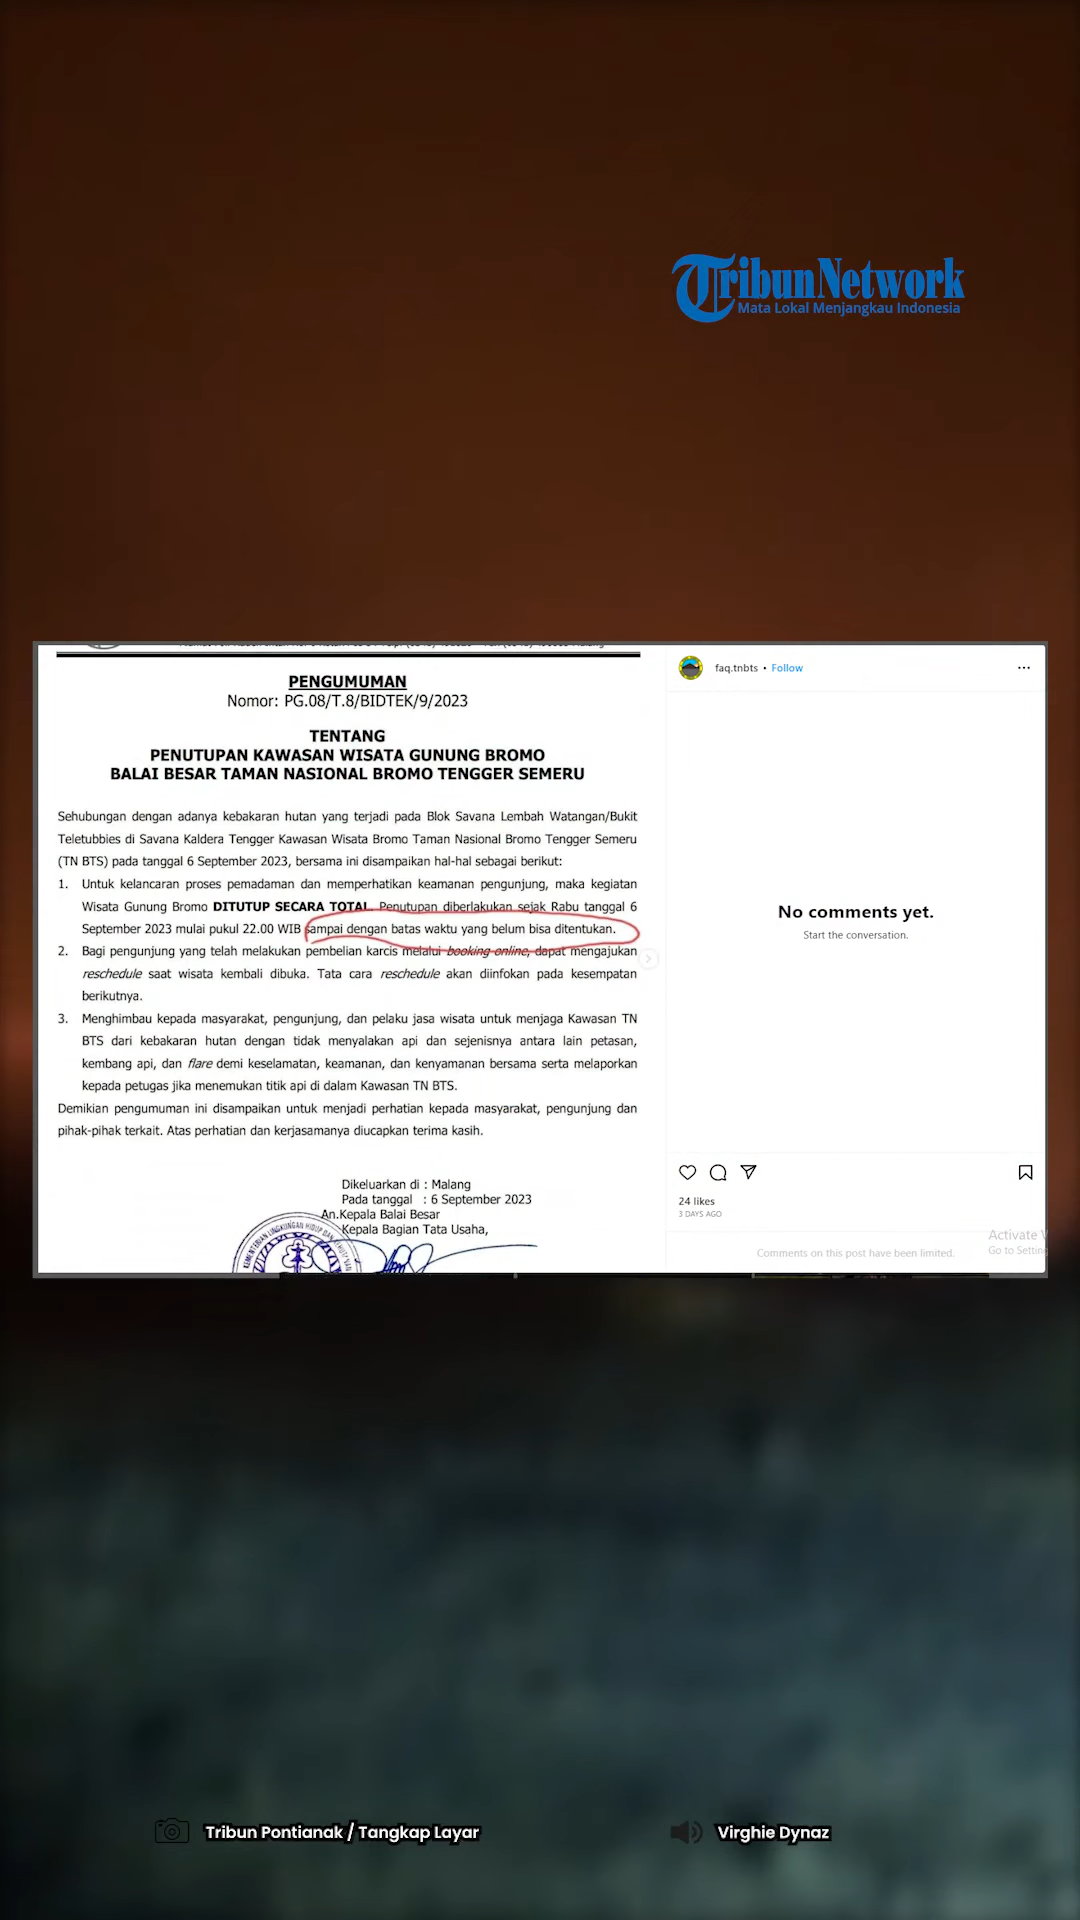 TribunNetwork
Mata Lokal Menjangkau Indonesia
PENGUMUMAN
Nomor: PG.08/T.8/BIDTEK/9/2023
TENTANG
PENUTUPAN KAWASAN WISATA GUNUNG BROMO
BALAI BESAR TAMAN NASIONAL BROMO TENGGER SEMERU
Sehubungan dengan adanya kebakaran hutan yang terjadi pada Blok Savana Lembah Watangan/Bukit
Teletubbies di Savana Kaldera Tengger Kawasan Wisata Bromo Taman Nasional Bromo Tengger Semeru
(TN BTS) pada tanggal 6 September 2023, bersama ini disampaikan hal-hal sebagai berikut:
1. Untuk kelancaran proses pemadaman dan memperhatikan keamanan pengunjung, maka kegiatan
Wisata Gunung Bromo DITUTUP SECARA TOTAL. Penutupan diberlakukan sejak Rabu tanggal 6
September 2023 mulai pukul 22.00 WIB sampai dengan batas waktu yang belum bisa ditentukan.
2. Bagi pengunjung yang telah melakukan pembelian karcis melalui booking online, dapat mengajukan
reschedule saat wisata kembali dibuka. Tata cara reschedule akan diinfokan pada kesempatan
berikutnya.
3. Menghimbau kepada masyarakat, pengunjung, dan pelaku jasa wisata untuk menjaga Kawasan TN
BTS dari kebakaran hutan dengan tidak menyalakan api dan sejenisnya antara lain petasan,
kembang api, dan flare demi keselamatan, keamanan, dan kenyamanan bersama serta melaporkan
kepada petugas jika menemukan titik api di dalam Kawasan TN BTS.
Demikian pengumuman ini disampaikan untuk menjadi perhatian kepada masyarakat, pengunjung dan
pihak-pihak terkait. Atas perhatian dan kerjasamanya diucapkan terima kasih.
Dikeluarkan di : Malang
Pada tanggal : 6 September 2023
An.Kepala Balai Besar
Kepala Bagian Tata Usaha,
KEMENTERIAN LINGKUNGAN HIDUP DAN KEHUTANAN
faq.tnbts • Follow
No comments yet.
Start the conversation.
24 likes
3 DAYS AGO
Comments on this post have been limited.
Activate
Go to
Tribun Pontianak / Tangkap Layar
Virghie Dynaz